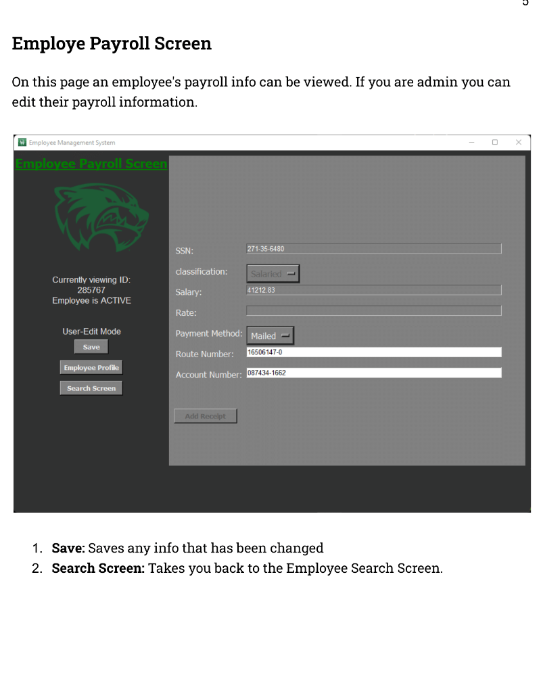 5
Employe Payroll Screen
On this page an employee's payroll info can be viewed. If you are admin you can
edit their payroll information.
Employee Management System
Employee Payroll Screen
SSN: 271-35-6480
classification: Salaried
Salary: 41212.83
Rate:
Payment Method: Mailed
Route Number: 16506147-0
Account Number: 087434-1662
Add Receipt
Currently viewing ID:
285767
Employee is ACTIVE
User-Edit Mode
Save
Employee Profile
Search Screen
1. Save: Saves any info that has been changed
2. Search Screen: Takes you back to the Employee Search Screen.